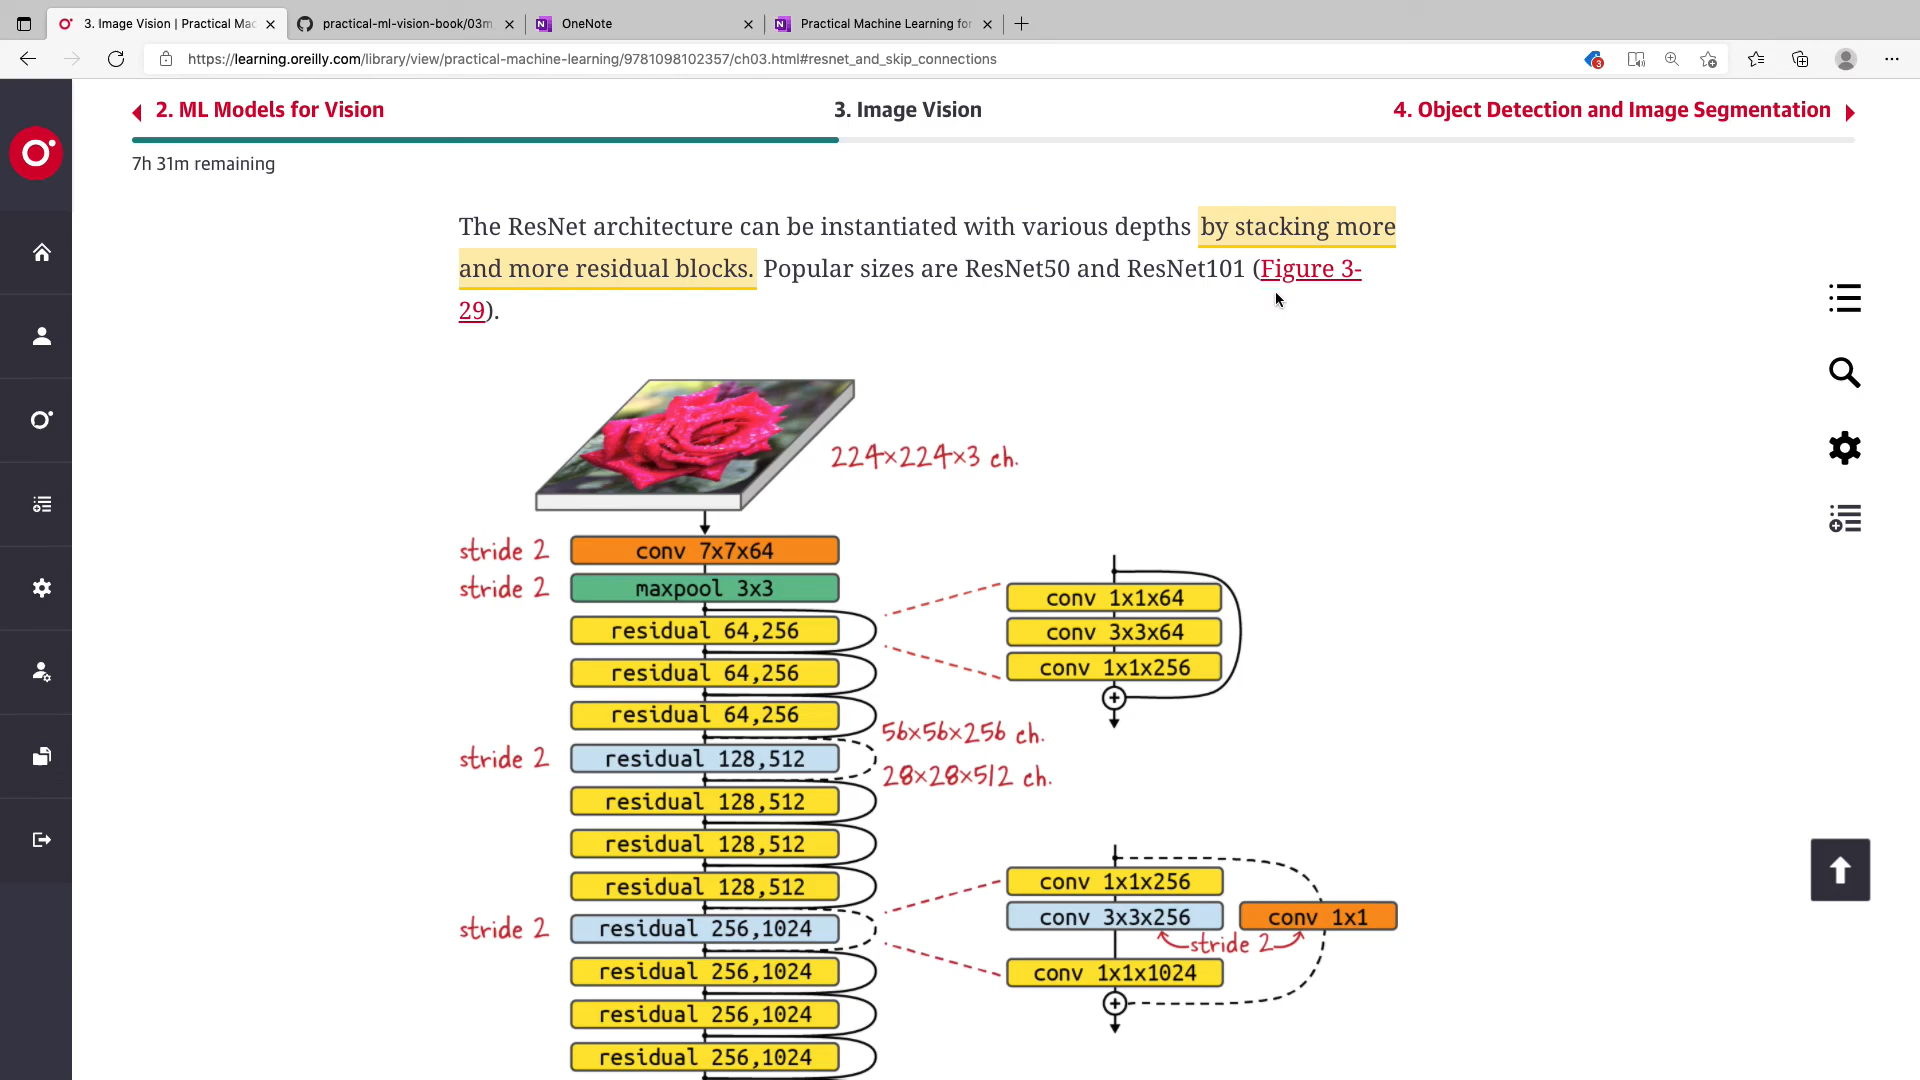 3. Image Vision | Practical Mac
practical-ml-vision-book/03m
OneNote
Practical Machine Learning for
https://learning.oreilly.com/library/view/practical-machine-learning/9781098102357/ch03.html#resnet_and_skip_connections
3
2. ML Models for Vision
3. Image Vision
4. Object Detection and Image Segmentation
7h 31m remaining
The ResNet architecture can be instantiated with various depths by stacking more
and more residual blocks. Popular sizes are ResNet50 and ResNet101 (Figure 3-
29).
224×224×3 ch.
stride 2 conv 7x7x64
stride 2 maxpool 3x3
residual 64,256
residual 64,256
residual 64,256
56×56×256 ch.
stride 2 residual 128,512
28×28×512 ch.
residual 128,512
residual 128,512
residual 128,512
stride 2 residual 256,1024
residual 256,1024
residual 256,1024
residual 256,1024
conv 1x1x64
conv 3x3x64
conv 1x1x256
+
conv 1x1x256
conv 3x3x256 conv 1x1
stride 2
conv 1x1x1024
+